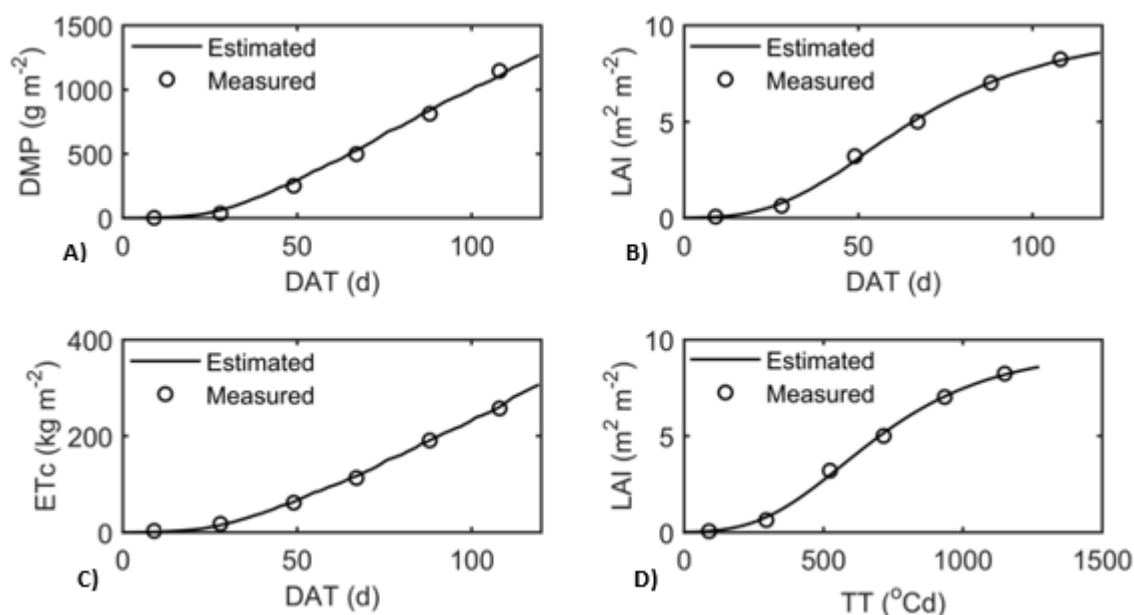 1500
1000
500
0
DMP (g m-2)
Estimated
Measured
0 50 100
DAT (d)
A)
10
5
0
LAI (m2 m-2)
Estimated
Measured
0 50 100
DAT (d)
B)
400
200
0
ETc (kg m-2)
Estimated
Measured
0 50 100
DAT (d)
C)
10
5
0
LAI (m2 m-2)
Estimated
Measured
0 500 1000 1500
TT (oCd)
D)